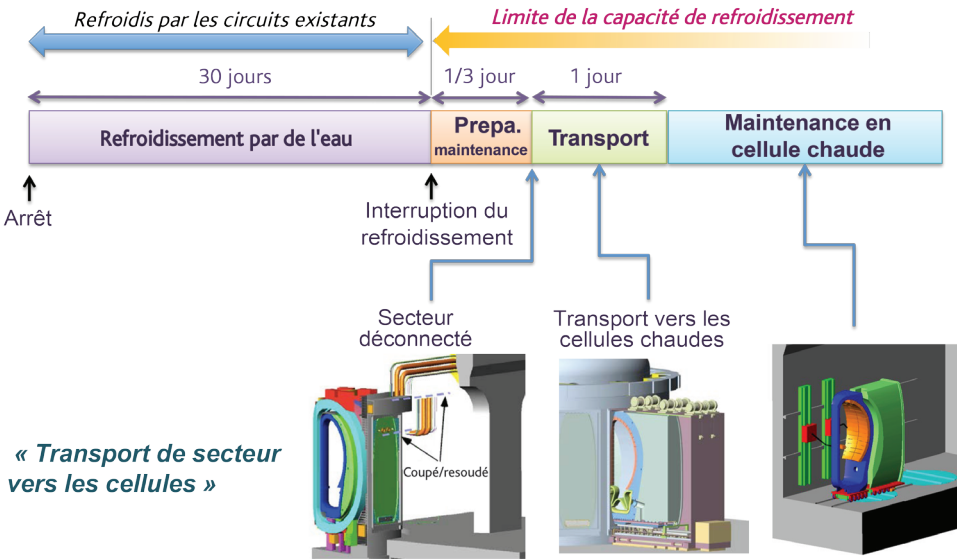 Refroidis par les circuits existants
Limite de la capacité de refroidissement
30 jours
1/3 jour
1 jour
Refroidissement par de l'eau
Prepa.
maintenance
Transport
Maintenance en
cellule chaude
Arrêt
Interruption du
refroidissement
Secteur
déconnecté
Transport vers les
cellules chaudes
Coupé/resoudé
« Transport de secteur
vers les cellules »